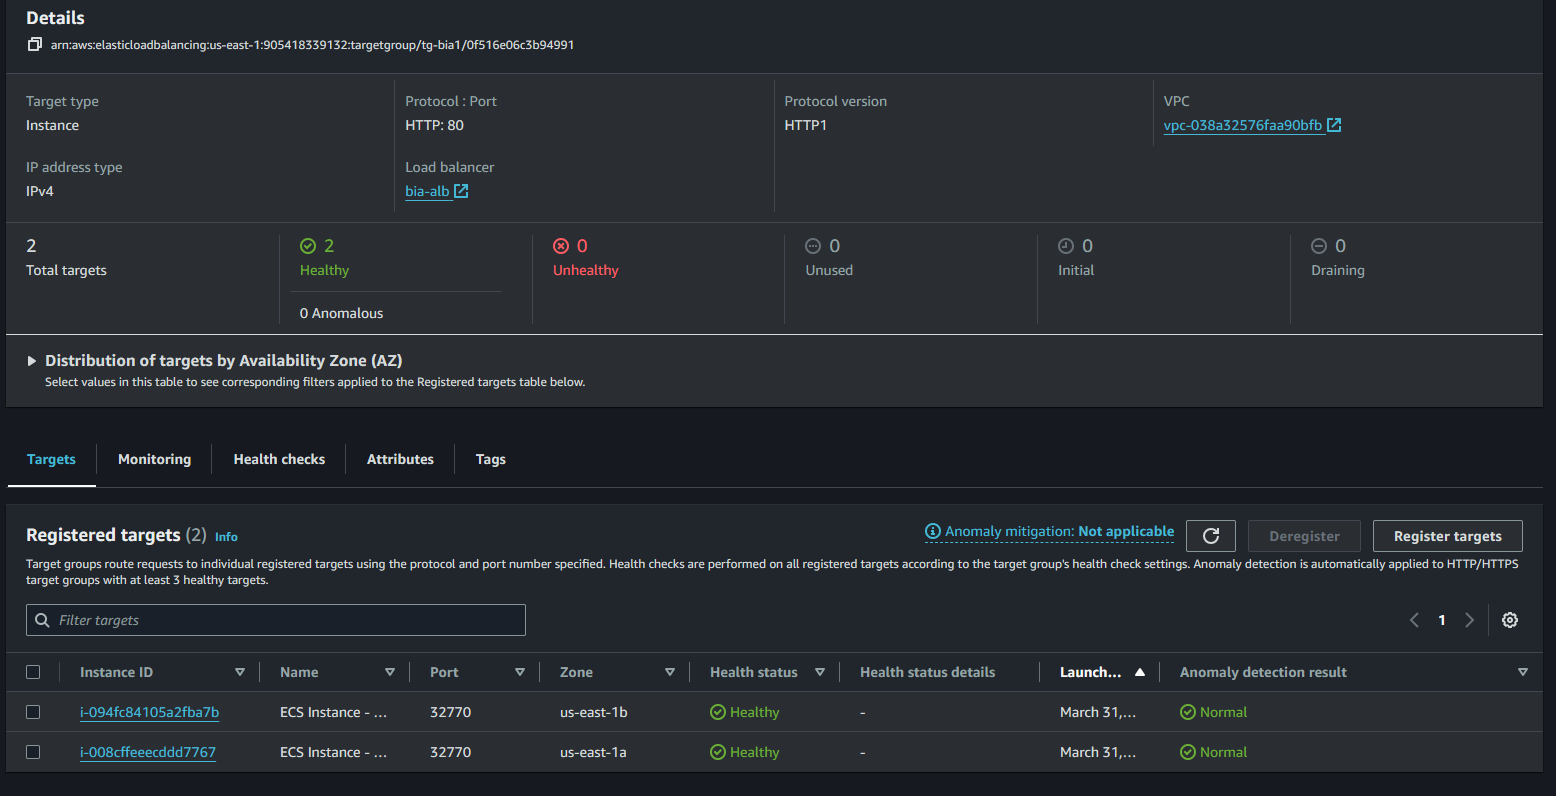 Details
arn:aws:elasticloadbalancing:us-east-1:905418339132:targetgroup/tg-bia1/0f516e06c3b94991
Target type
Instance
Protocol : Port
HTTP: 80
Protocol version
HTTP1
VPC
vpc-038a32576faa90bfb
IP address type
IPv4
Load balancer
bia-alb
2
Total targets
2
Healthy
0 Anomalous
0
Unhealthy
0
Unused
0
Initial
0
Draining
Distribution of targets by Availability Zone (AZ)
Select values in this table to see corresponding filters applied to the Registered targets table below.
Targets Monitoring Health checks Attributes Tags
Registered targets (2) Info
Anomaly mitigation: Not applicable
Deregister
Register targets
Target groups route requests to individual registered targets using the protocol and port number specified. Health checks are performed on all registered targets according to the target group's health check settings. Anomaly detection is automatically applied to HTTP/HTTPS
target groups with at least 3 healthy targets.
Filter targets
1
Instance ID Name Port Zone Health status Health status details Launch... Anomaly detection result
i-094fc84105a2fba7b ECS Instance - ... 32770 us-east-1b Healthy - March 31,... Normal
i-008cffeeecddd7767 ECS Instance - ... 32770 us-east-1a Healthy - March 31,... Normal